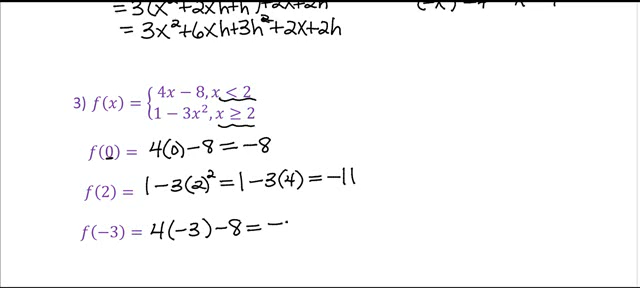 = 3x²+6xh+3h²+2x+2h
3) f(x) = {4x − 8, x < 2
1 − 3x², x ≥ 2
f(0) = 4(0)-8 = -8
f(2) = 1-3(2)² = 1-3(4) = -11
f(−3) = 4(-3)-8 = -